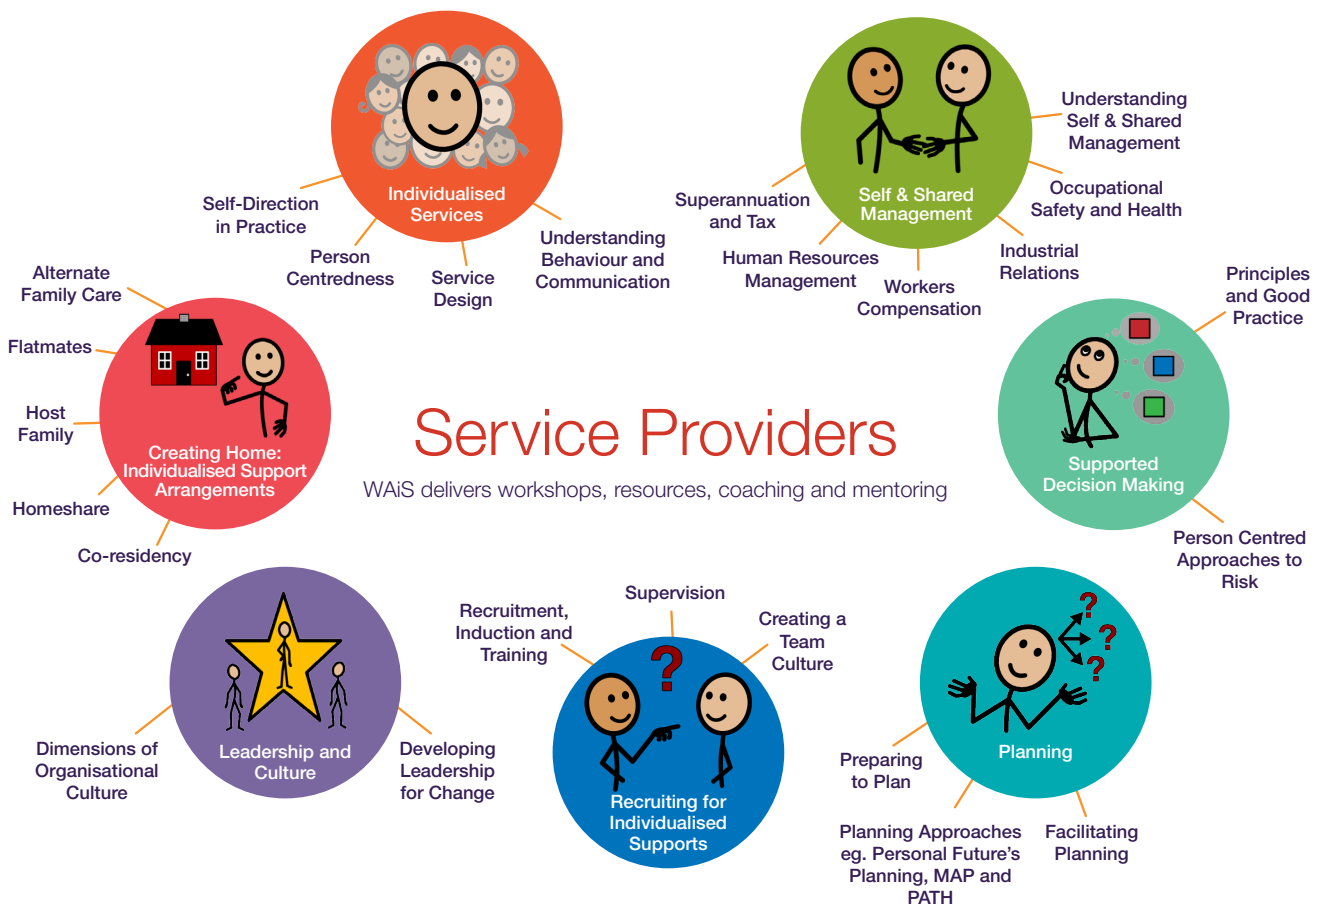 Individualised
Services
Self-Direction
in Practice
Person
Centredness
Service
Design
Understanding
Behaviour and
Communication
Self & Shared
Management
Superannuation
and Tax
Human Resources
Management
Workers
Compensation
Industrial
Relations
Occupational
Safety and Health
Understanding
Self & Shared
Management
Alternate
Family Care
Flatmates
Host
Family
Homeshare
Co-residency
Creating Home:
Individualised Support
Arrangements
Service Providers
WAiS delivers workshops, resources, coaching and mentoring
Supported
Decision Making
Principles
and Good
Practice
Person Centred
Approaches to
Risk
Leadership and
Culture
Dimensions of
Organisational
Culture
Developing
Leadership
for Change
Recruitment,
Induction and
Training
Supervision
Creating a
Team
Culture
?
Recruiting for
Individualised
Supports
?
?
?
Planning
Preparing
to Plan
Planning Approaches
eg. Personal Future's
Planning, MAP and
PATH
Facilitating
Planning